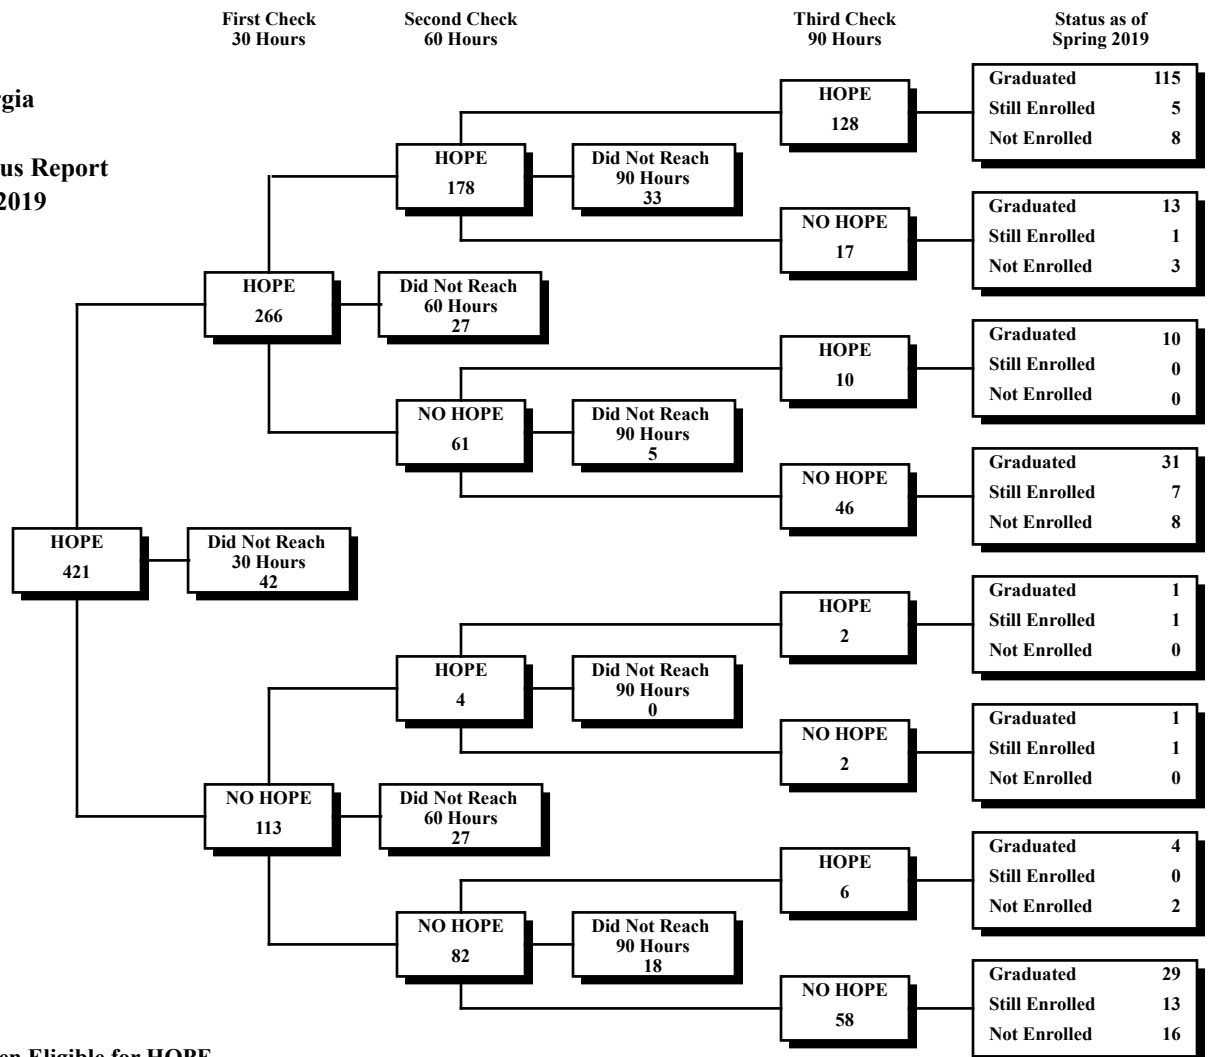 First Check
30 Hours
Second Check
60 Hours
Third Check
90 Hours
Status as of
Spring 2019
us Report
2019
HOPE
421
Did Not Reach
30 Hours
42
HOPE
266
Did Not Reach
60 Hours
27
NO HOPE
113
Did Not Reach
60 Hours
27
HOPE
178
Did Not Reach
90 Hours
33
NO HOPE
61
Did Not Reach
90 Hours
5
HOPE
4
Did Not Reach
90 Hours
0
NO HOPE
82
Did Not Reach
90 Hours
18
HOPE
128
Graduated 115
Still Enrolled 5
Not Enrolled 8
NO HOPE
17
Graduated 13
Still Enrolled 1
Not Enrolled 3
HOPE
10
Graduated 10
Still Enrolled 0
Not Enrolled 0
NO HOPE
46
Graduated 31
Still Enrolled 7
Not Enrolled 8
HOPE
2
Graduated 1
Still Enrolled 1
Not Enrolled 0
NO HOPE
2
Graduated 1
Still Enrolled 1
Not Enrolled 0
HOPE
6
Graduated 4
Still Enrolled 0
Not Enrolled 2
NO HOPE
58
Graduated 29
Still Enrolled 13
Not Enrolled 16
Eligible for HOPE